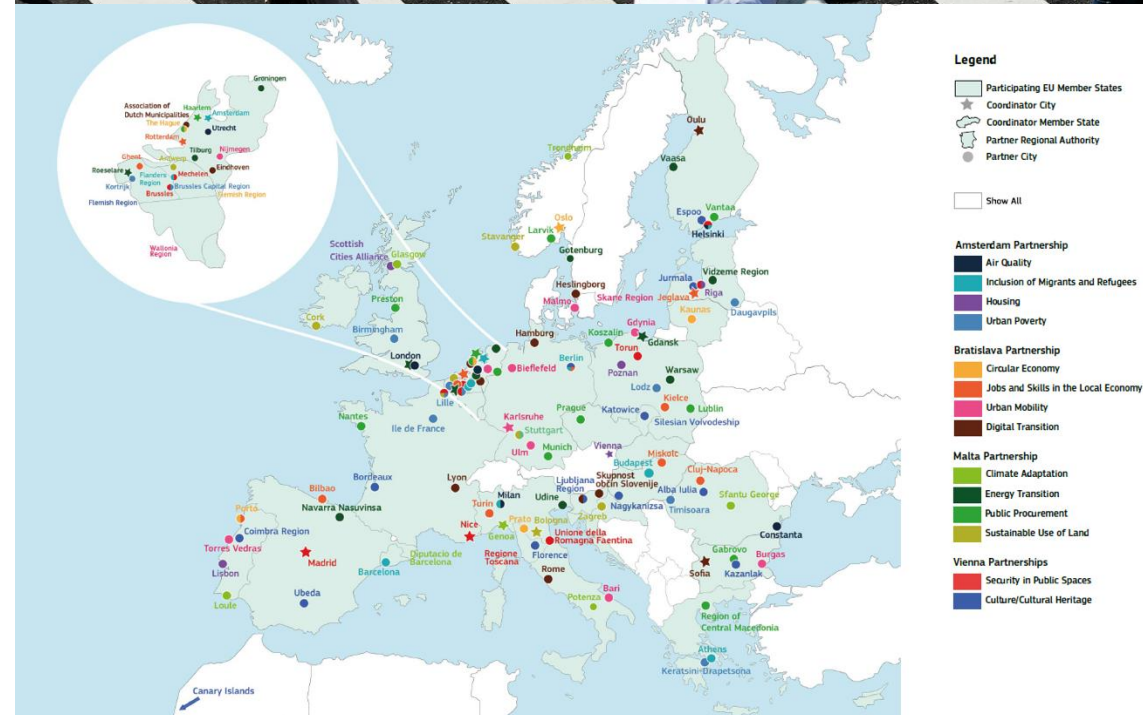 Groningen
Association of
Dutch Municipalities
Haarlem
Amsterdam
The Hague
Utrecht
Rotterdam
Nijmegen
Tilburg
Ghent
Antwerp
Eindhoven
Roeselare
Flanders
Region
Mechelen
Kortrijk
Brussles Capital Region
Brussles
Flemish Region
Flemish Region
Wallonia
Region
Oulu
Tronheim
Vaasa
Oslo
Larvik
Stavanger
Espoo
Vantaa
Helsinki
Gotenburg
Scottish
Cities Alliance
Glasgow
Heslingborg
Malmo
Skane Region
Jurmala
Vidzeme Region
Riga
Jeglava
Kaunas
Daugavpils
Preston
Cork
Birmingham
London
Hamburg
Koszalin
Gdynia
Gdansk
Berlin
Torun
Bieflefeld
Poznan
Warsaw
Lodz
Kielce
Lublin
Lille
Ile de France
Karlsruhe
Stuttgart
Prague
Katowice
Silesian Voivodeship
Nantes
Ulm
Munich
Vienna
Miskolc
Budapest
Cluj-Napoca
Bordeaux
Lyon
Milan
Udine
Ljubljana
Region
Skupnost
občin Slovenije
Nagykanizsa
Alba Iulia
Timisoara
Sfantu George
Bilbao
Navarra Nasuvinsa
Turin
Zagreb
Porto
Coimbra Region
Nice
Genoa
Prato
Bologna
Unione della
Romagna Faentina
Constanta
Torres Vedras
Madrid
Diputacio de
Barcelona
Barcelona
Regione
Toscana
Florence
Rome
Sofia
Gabrovo
Kazanlak
Burgas
Lisbon
Loule
Ubeda
Potenza
Bari
Region of
Central Macedonia
Athens
Keratsini-Drapetsona
Canary Islands
Legend
Participating EU Member States
Coordinator City
Coordinator Member State
Partner Regional Authority
Partner City
Show All
Amsterdam Partnership
Air Quality
Inclusion of Migrants and Refugees
Housing
Urban Poverty
Bratislava Partnership
Circular Economy
Jobs and Skills in the Local Economy
Urban Mobility
Digital Transition
Malta Partnership
Climate Adaptation
Energy Transition
Public Procurement
Sustainable Use of Land
Vienna Partnerships
Security in Public Spaces
Culture/Cultural Heritage